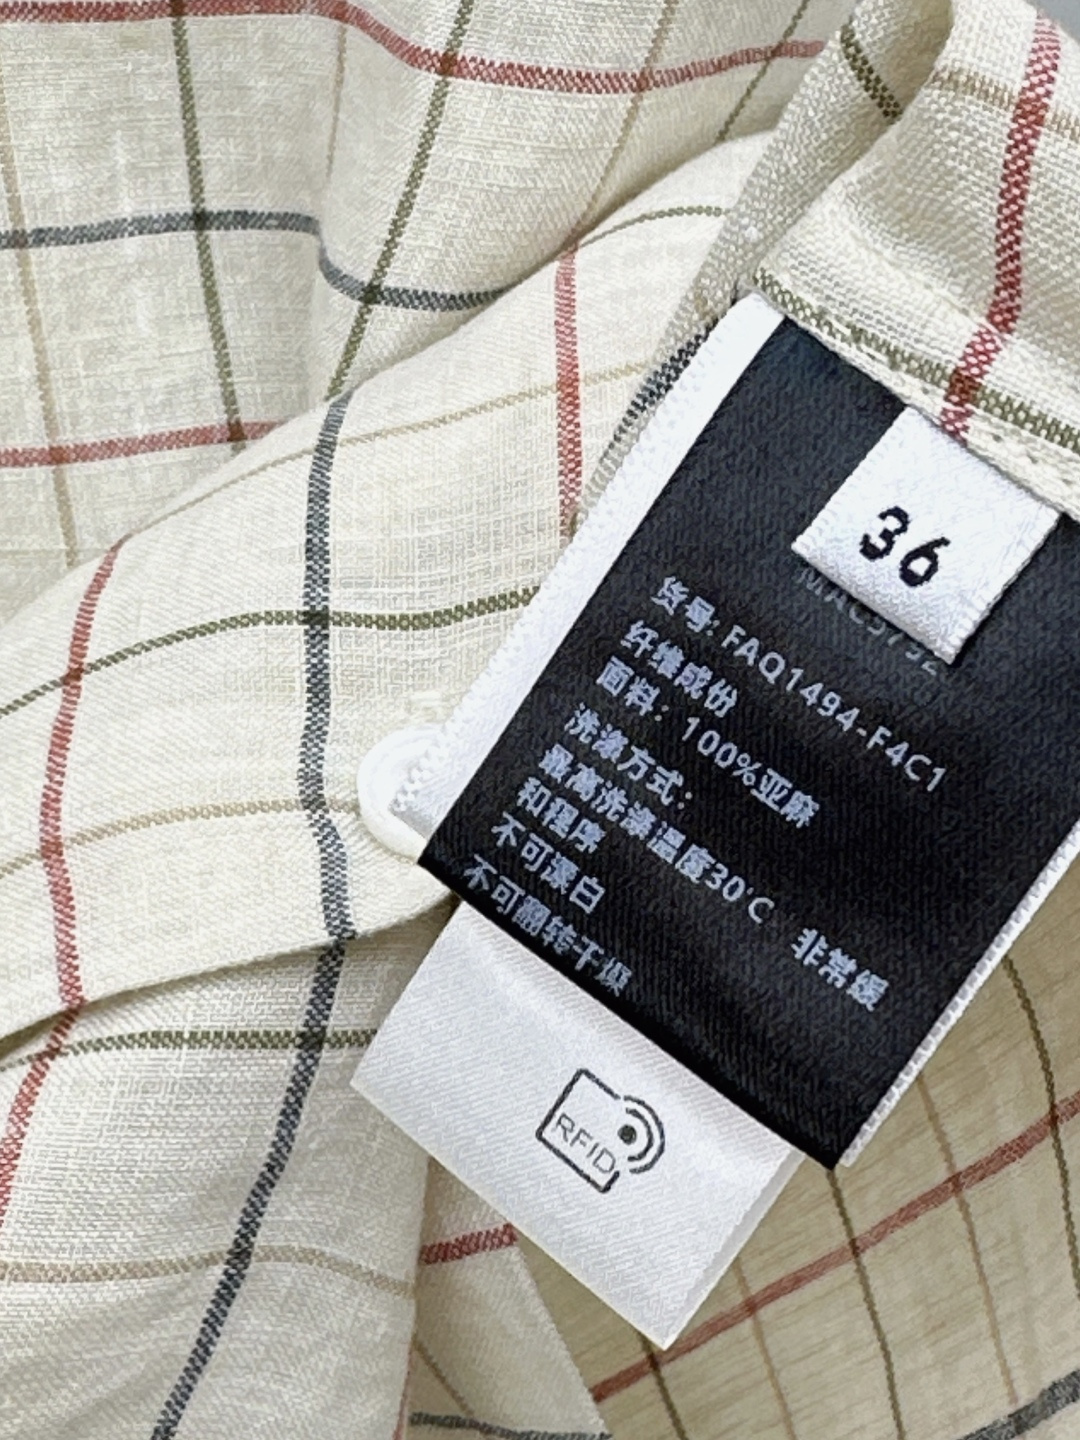 36
货号: FAQ1494-F4C1
纤维成份
面料: 100%亚麻
洗涤方式:
最高洗涤温度30℃ 非常缓
和程序
不可漂白
不可翻转干燥
RFID